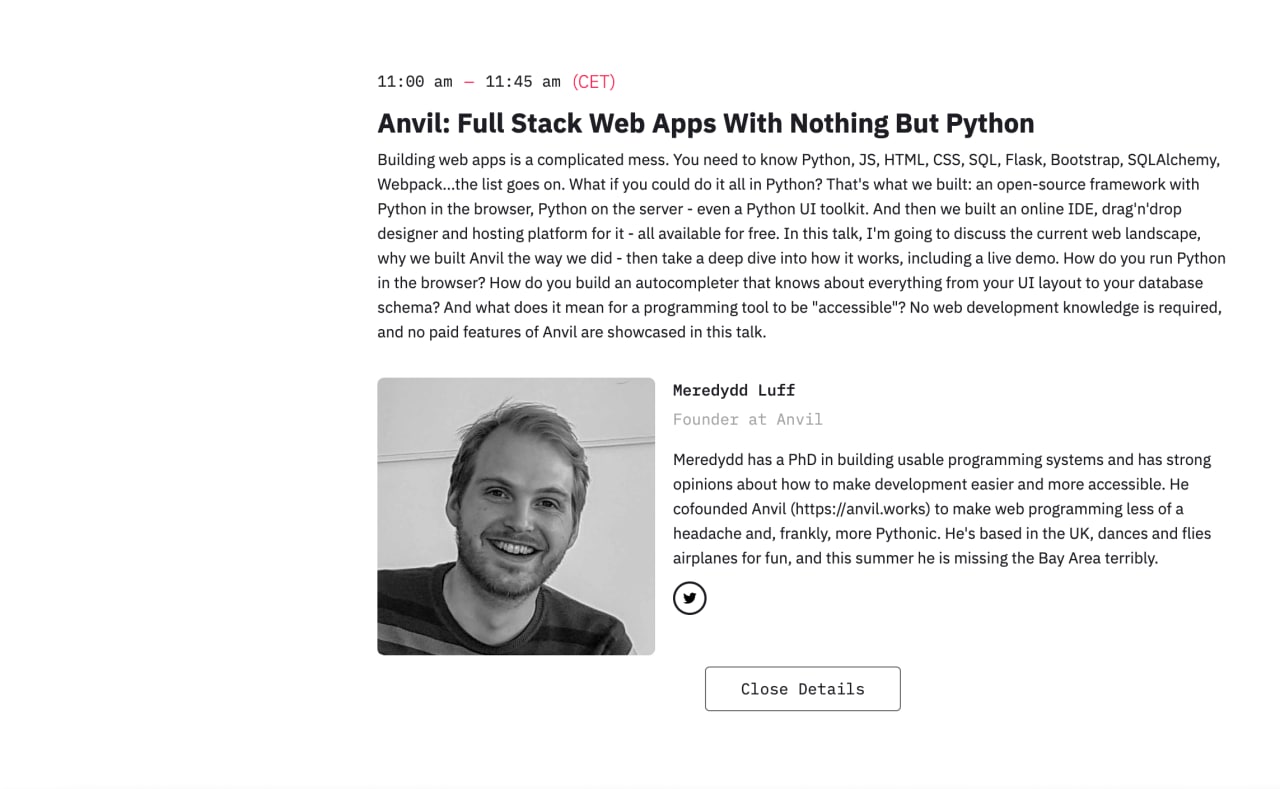 11:00 am — 11:45 am (CET)
Anvil: Full Stack Web Apps With Nothing But Python
Building web apps is a complicated mess. You need to know Python, JS, HTML, CSS, SQL, Flask, Bootstrap, SQLAlchemy,
Webpack...the list goes on. What if you could do it all in Python? That's what we built: an open-source framework with
Python in the browser, Python on the server - even a Python UI toolkit. And then we built an online IDE, drag'n'drop
designer and hosting platform for it - all available for free. In this talk, I'm going to discuss the current web landscape,
why we built Anvil the way we did - then take a deep dive into how it works, including a live demo. How do you run Python
in the browser? How do you build an autocompleter that knows about everything from your UI layout to your database
schema? And what does it mean for a programming tool to be "accessible"? No web development knowledge is required,
and no paid features of Anvil are showcased in this talk.
Meredydd Luff
Founder at Anvil
Meredydd has a PhD in building usable programming systems and has strong
opinions about how to make development easier and more accessible. He
cofounded Anvil (https://anvil.works) to make web programming less of a
headache and, frankly, more Pythonic. He's based in the UK, dances and flies
airplanes for fun, and this summer he is missing the Bay Area terribly.
Close Details